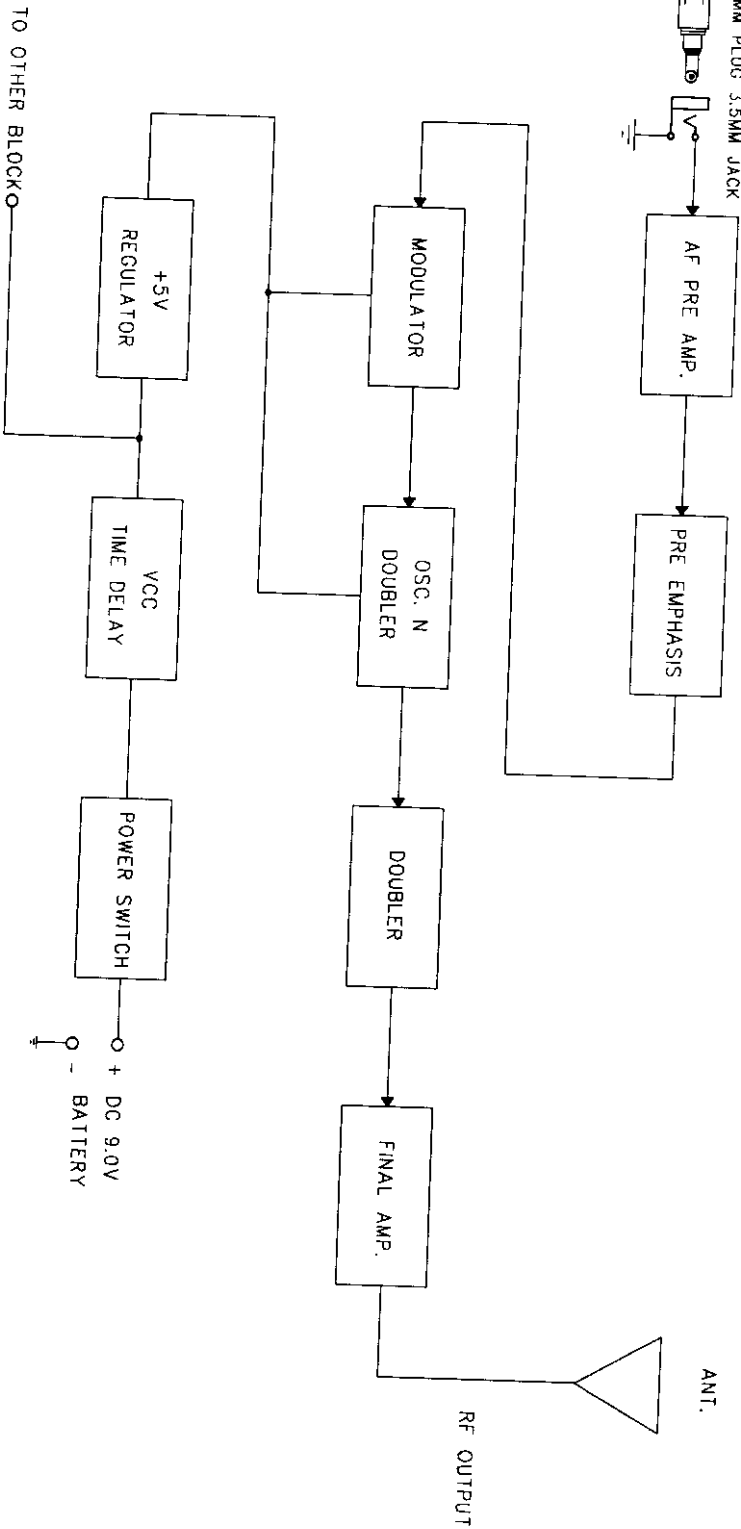 MM PLUG 3.5MM JACK
AF PRE AMP.
PRE EMPHASIS
MODULATOR
OSC. N
DOUBLER
DOUBLER
FINAL AMP.
ANT.
RF OUTPUT
+5V
REGULATOR
VCC
TIME DELAY
POWER SWITCH
+ DC 9.0V
- BATTERY
TO OTHER BLOCK